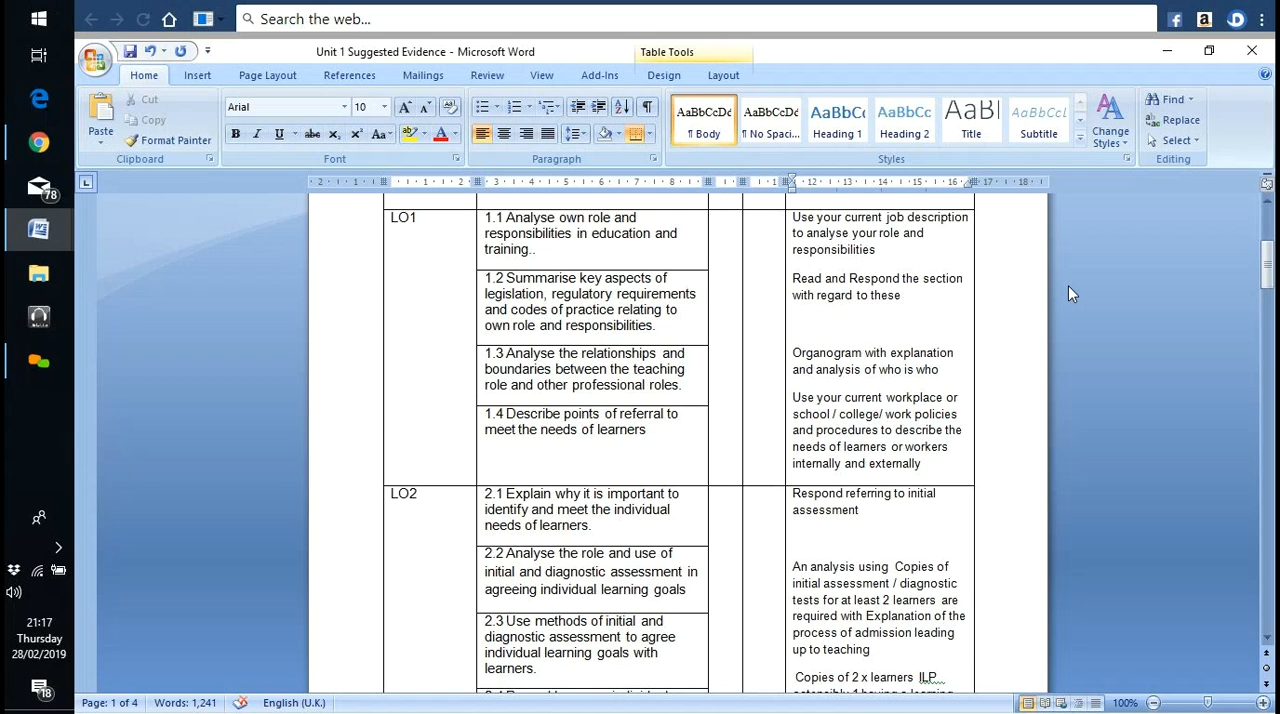 Search the web...
Unit 1 Suggested Evidence - Microsoft Word
Table Tools
Home Insert Page Layout References Mailings Review View Add-Ins Design Layout
Paste
Cut
Copy
Format Painter
Clipboard
Arial 10
Font
Paragraph
AaBbCcDd AaBbCcDd AaBbCc AaBbCc AaBl AaBbCcl
¶ Body ¶ No Spaci... Heading 1 Heading 2 Title Subtitle
Change Styles
Styles
Find
Replace
Select
Editing
LO1
1.1 Analyse own role and
responsibilities in education and
training..
Use your current job description
to analyse your role and
responsibilities
1.2 Summarise key aspects of
legislation, regulatory requirements
and codes of practice relating to
own role and responsibilities.
Read and Respond the section
with regard to these
1.3 Analyse the relationships and
boundaries between the teaching
role and other professional roles.
Organogram with explanation
and analysis of who is who
1.4 Describe points of referral to
meet the needs of learners
Use your current workplace or
school / college/ work policies
and procedures to describe the
needs of learners or workers
internally and externally
LO2
2.1 Explain why it is important to
identify and meet the individual
needs of learners.
Respond referring to initial
assessment
2.2 Analyse the role and use of
initial and diagnostic assessment in
agreeing individual learning goals
An analysis using Copies of
initial assessment / diagnostic
tests for at least 2 learners are
required with Explanation of the
process of admission leading
up to teaching
2.3 Use methods of initial and
diagnostic assessment to agree
individual learning goals with
learners.
Copies of 2 x learners ILP
78
21:17
Thursday
28/02/2019
18
Page: 1 of 4 Words: 1,241 English (U.K.) 100%